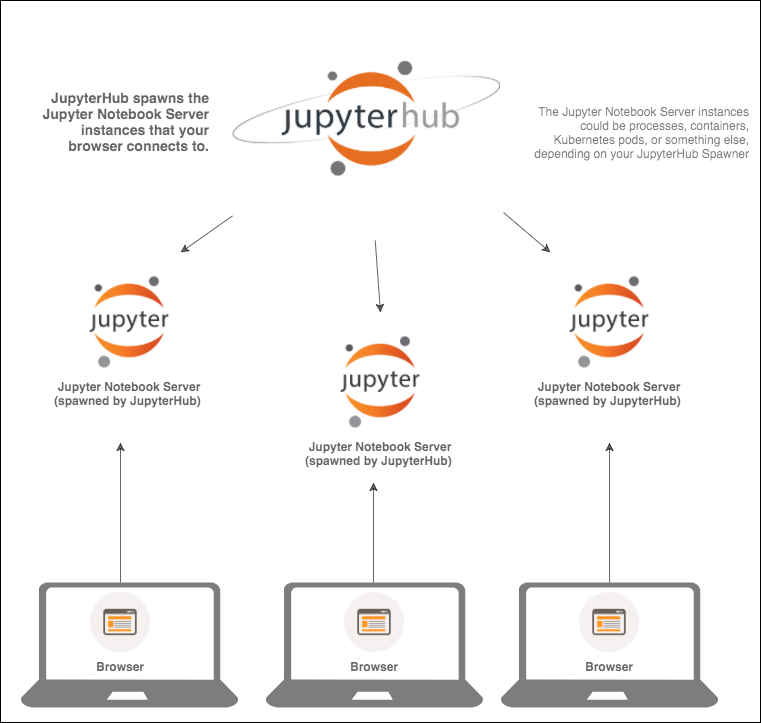 JupyterHub spawns the
Jupyter Notebook Server
instances that your
browser connects to.
jupyterhub
The Jupyter Notebook Server instances
could be processes, containers,
Kubernetes pods, or something else,
depending on your JupyterHub Spawner
jupyter
Jupyter Notebook Server
(spawned by JupyterHub)
jupyter
Jupyter Notebook Server
(spawned by JupyterHub)
jupyter
Jupyter Notebook Server
(spawned by JupyterHub)
Browser
Browser
Browser